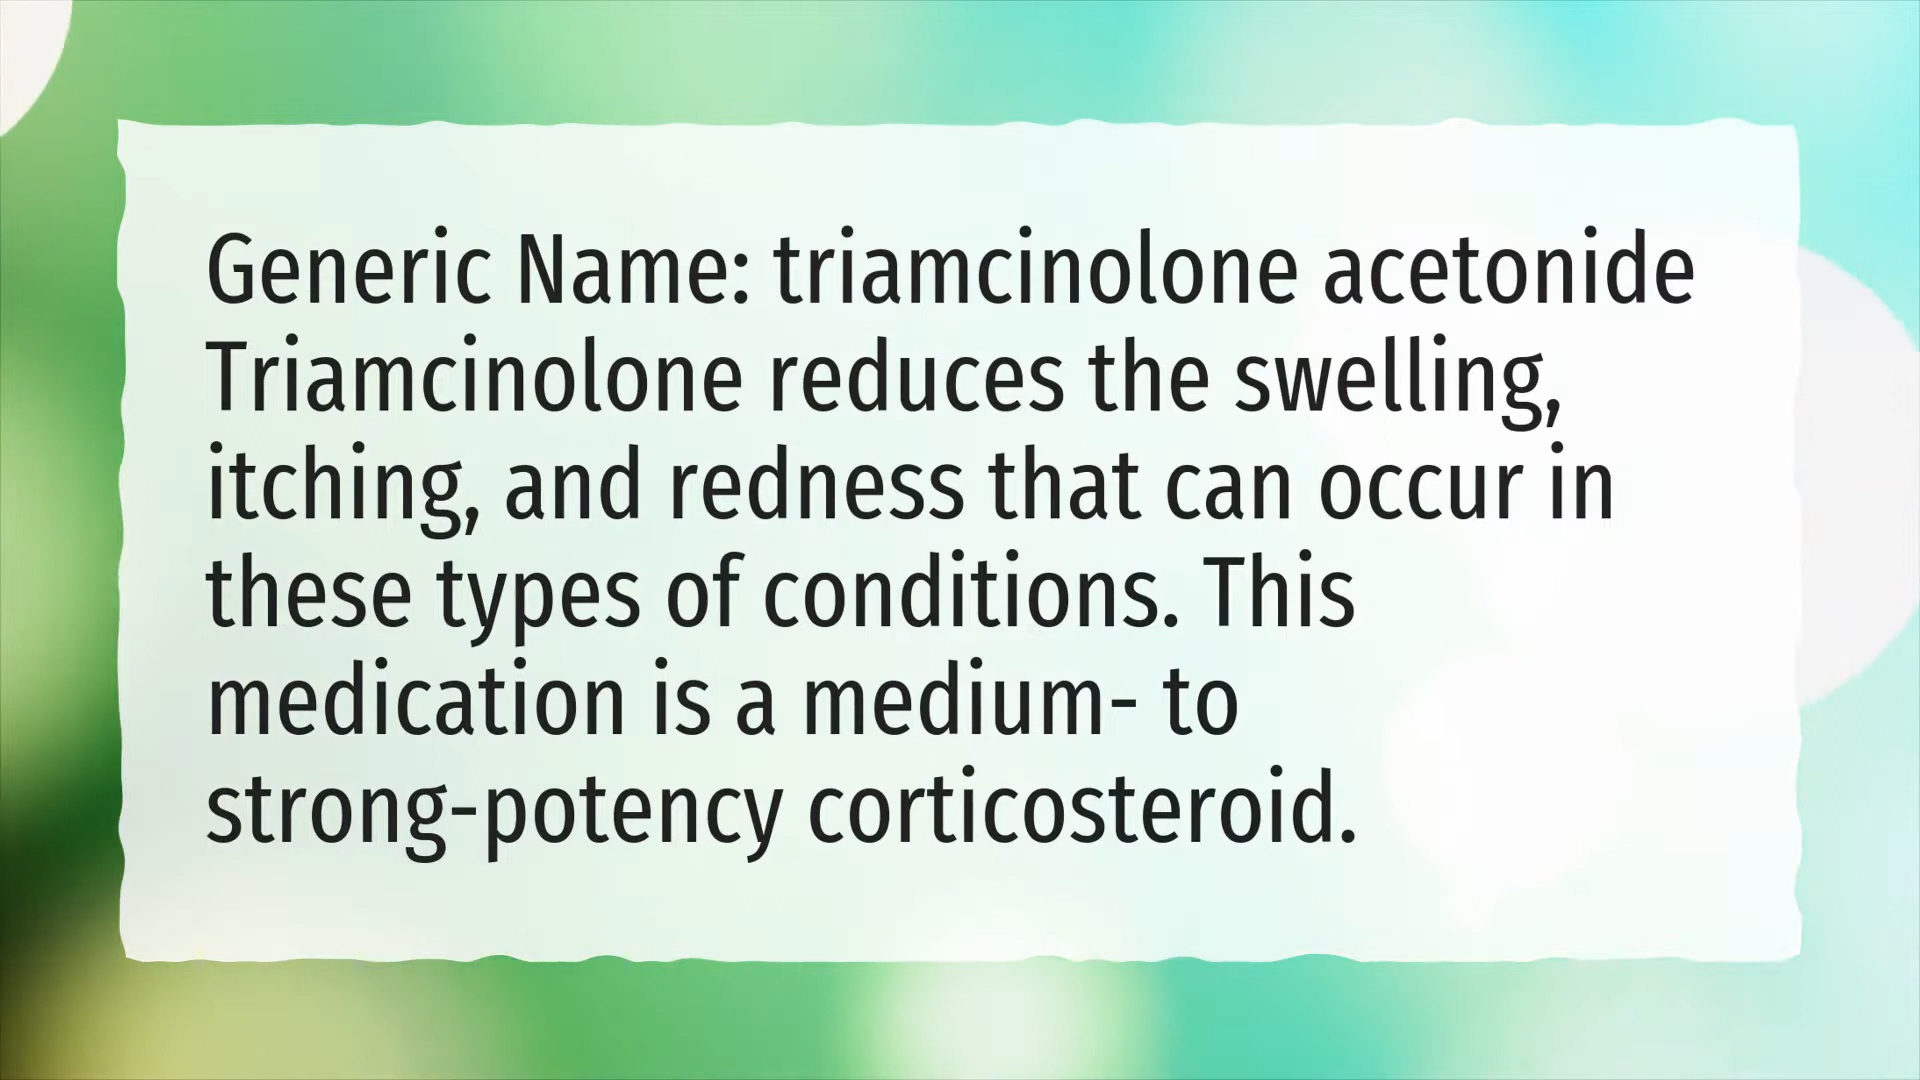 Generic Name: triamcinolone acetonide
Triamcinolone reduces the swelling,
itching, and redness that can occur in
these types of conditions. This
medication is a medium- to
strong-potency corticosteroid.